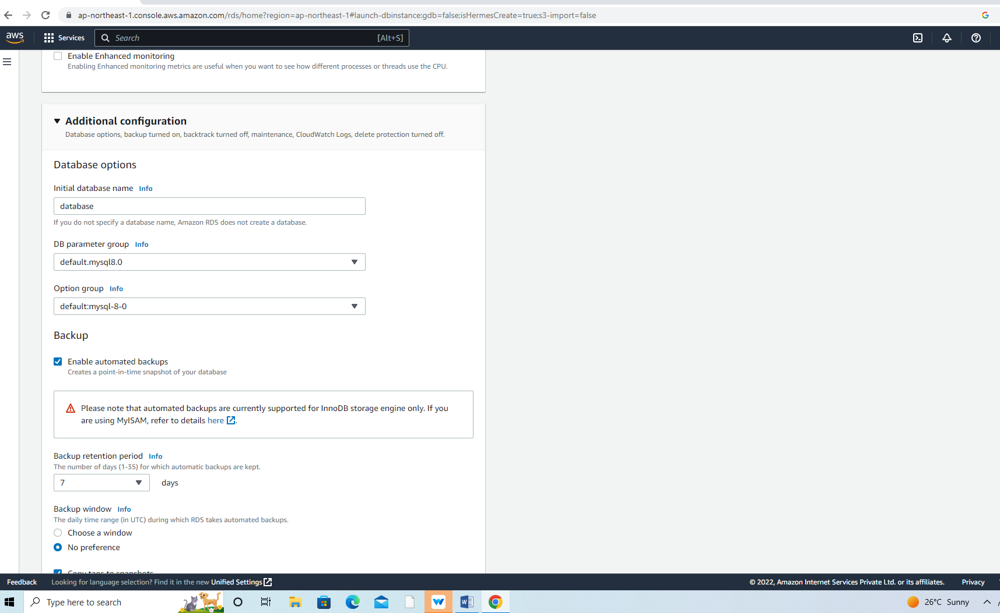 ap-northeast-1.console.aws.amazon.com/rds/home?region=ap-northeast-1#launch-dbinstance:gdb=false;isHermesCreate=true;s3-import=false
aws Services Search [Alt+S]
Enable Enhanced monitoring
Enabling Enhanced monitoring metrics are useful when you want to see how different processes or threads use the CPU.
Additional configuration
Database options, backup turned on, backtrack turned off, maintenance, CloudWatch Logs, delete protection turned off.
Database options
Initial database name Info
database
If you do not specify a database name, Amazon RDS does not create a database.
DB parameter group Info
default.mysql8.0
Option group Info
default:mysql-8-0
Backup
Enable automated backups
Creates a point-in-time snapshot of your database
Please note that automated backups are currently supported for InnoDB storage engine only. If you
are using MyISAM, refer to details here.
Backup retention period Info
The number of days (1-35) for which automatic backups are kept.
7 days
Backup window Info
The daily time range (in UTC) during which RDS takes automated backups.
Choose a window
No preference
Copy tags to snapshots
Feedback Looking for language selection? Find it in the new Unified Settings © 2022, Amazon Internet Services Private Ltd. or its affiliates. Privacy
Type here to search 26°C Sunny